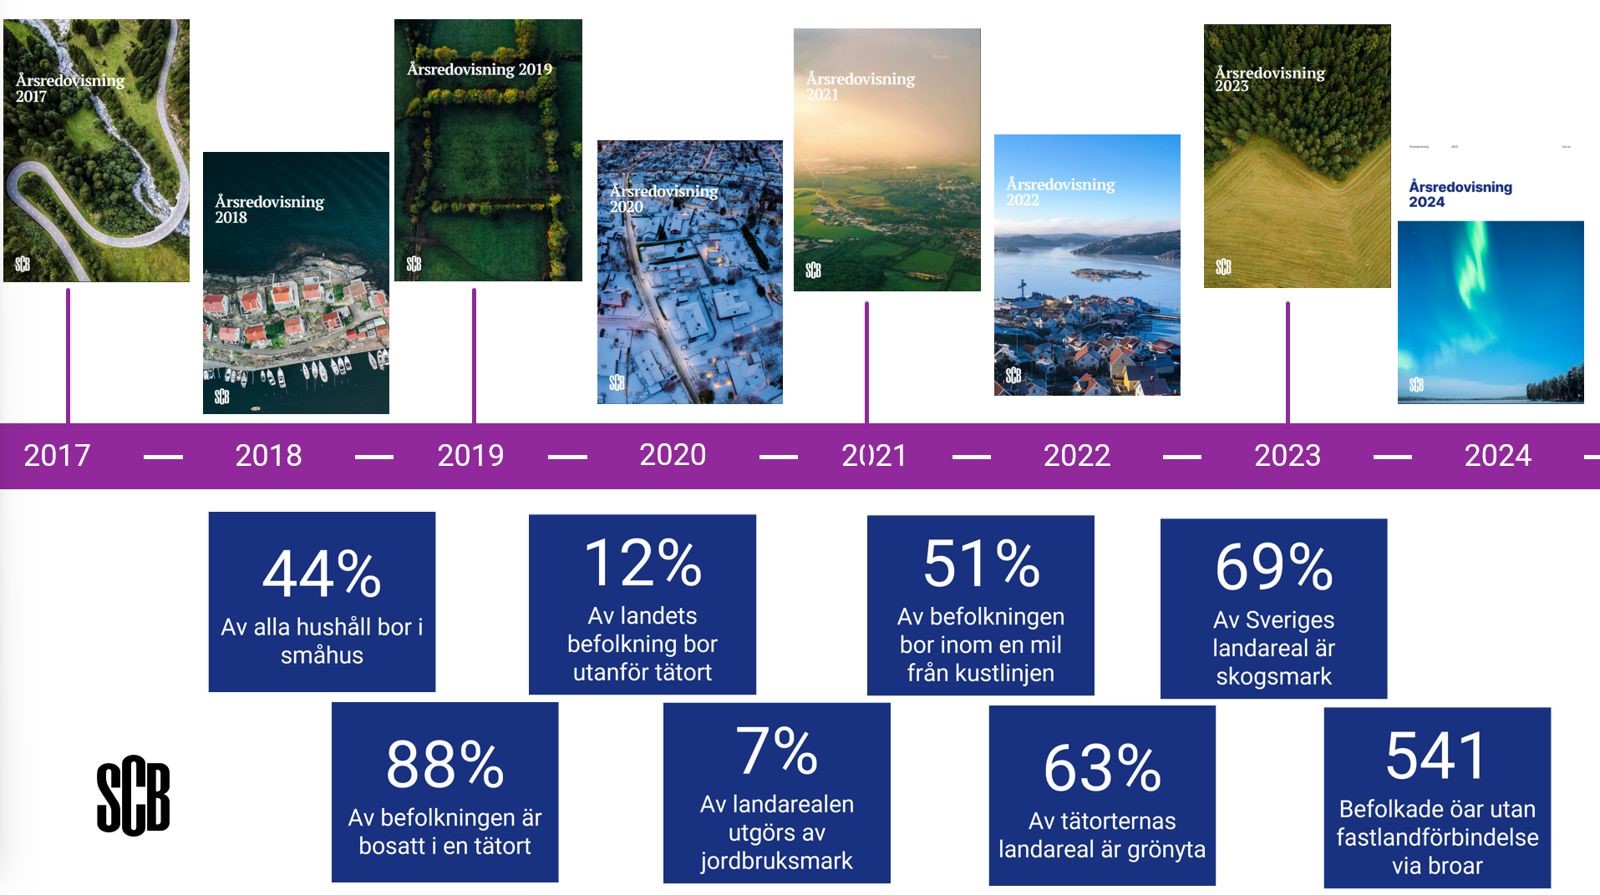 Årsredovisning
2017
SCB
Årsredovisning
2018
SCB
Årsredovisning 2019
SCB
Årsredovisning
2020
SCB
Årsredovisning
2021
SCB
Årsredovisning
2022
SCB
Årsredovisning
2023
SCB
Årsredovisning
2024
SCB
2017 — 2018 — 2019 — 2020 — 2021 — 2022 — 2023 — 2024 —
44%
Av alla hushåll bor i
småhus
12%
Av landets
befolkning bor
utanför tätort
51%
Av befolkningen
bor inom en mil
från kustlinjen
69%
Av Sveriges
landareal är
skogsmark
88%
Av befolkningen är
bosatt i en tätort
7%
Av landarealen
utgörs av
jordbruksmark
63%
Av tätorternas
landareal är grönyta
541
Befolkade öar utan
fastlandförbindelse
via broar
SCB